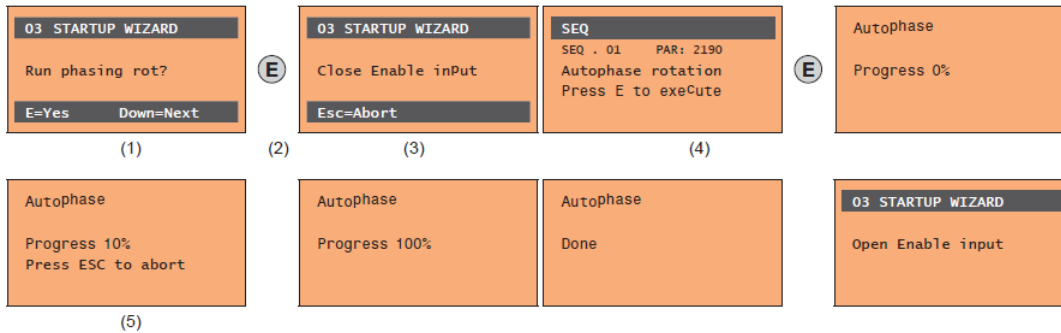 03 STARTUP WIZARD
Run phasing rot?
E=Yes Down=Next
(1)
E
(2)
03 STARTUP WIZARD
Close Enable inPut
Esc=Abort
(3)
SEQ
SEQ . 01 PAR: 2190
Autophase rotation
Press E to execute
(4)
E
Autophase
Progress 0%
Autophase
Progress 10%
Press ESC to abort
(5)
Autophase
Progress 100%
Autophase
Done
03 STARTUP WIZARD
Open Enable input